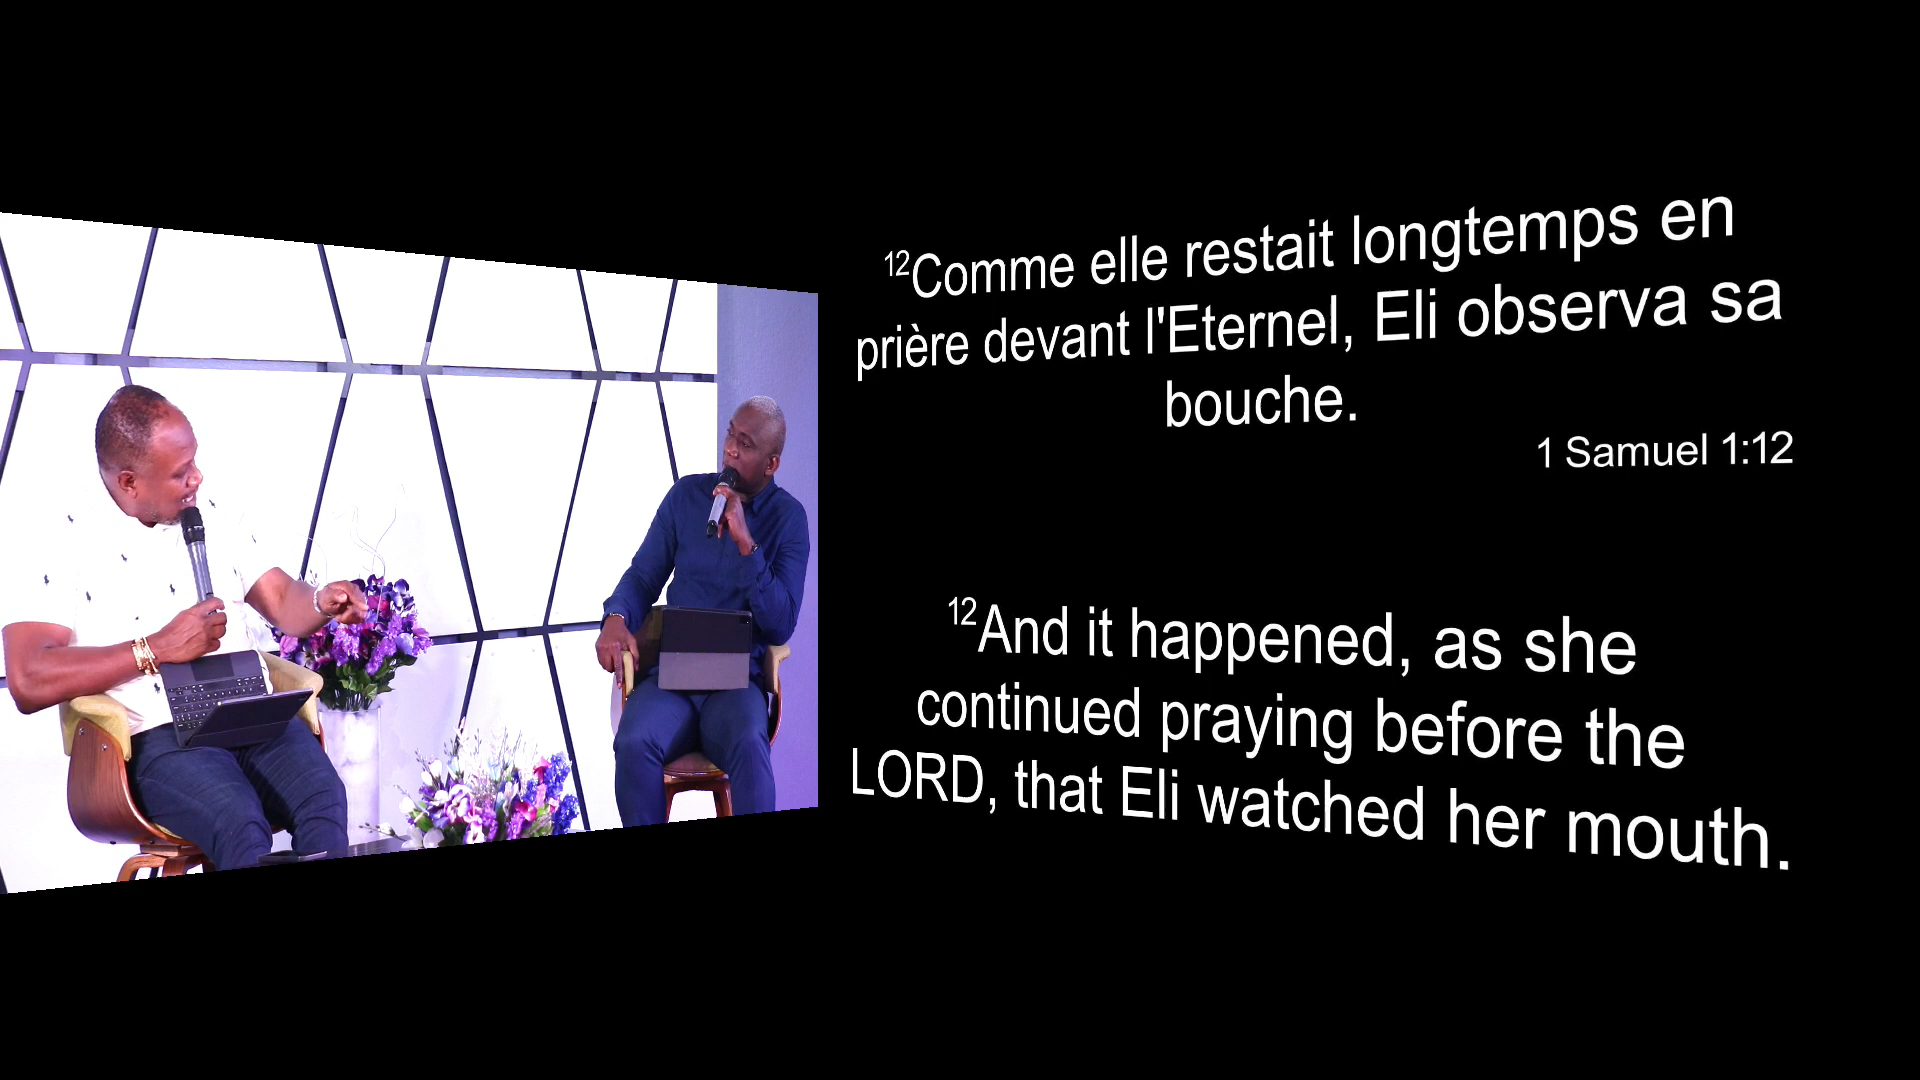 12Comme elle restait longtemps en
prière devant l'Eternel, Eli observa sa
bouche.
1 Samuel 1:12
12And it happened, as she
continued praying before the
LORD, that Eli watched her mouth.